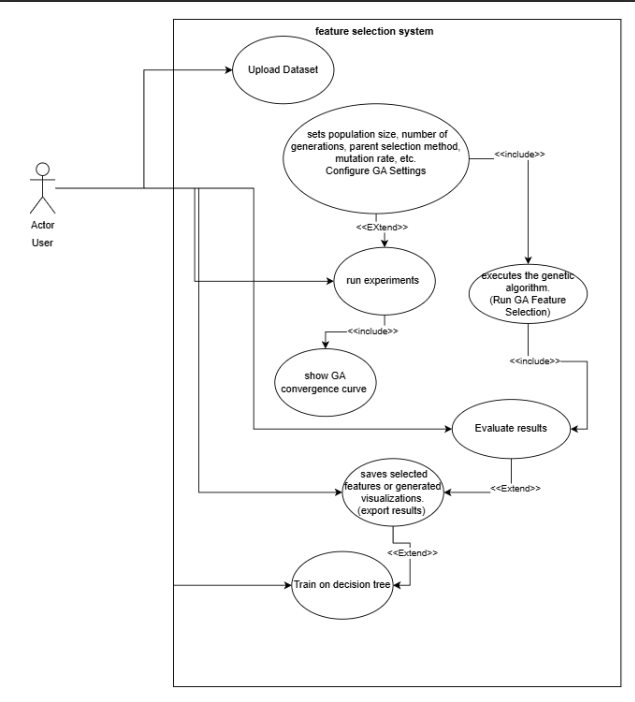 feature selection system
Upload Dataset
sets population size, number of
generations, parent selection method,
mutation rate, etc.
Configure GA Settings
<<include>>
Actor
User
<<EXtend>>
run experiments
executes the genetic
algorithm.
(Run GA Feature
Selection)
<<include>>
<<include>>
show GA
convergence curve
Evaluate results
saves selected
features or generated
visualizations.
(export results)
<<Extend>>
<<Extend>>
Train on decision tree